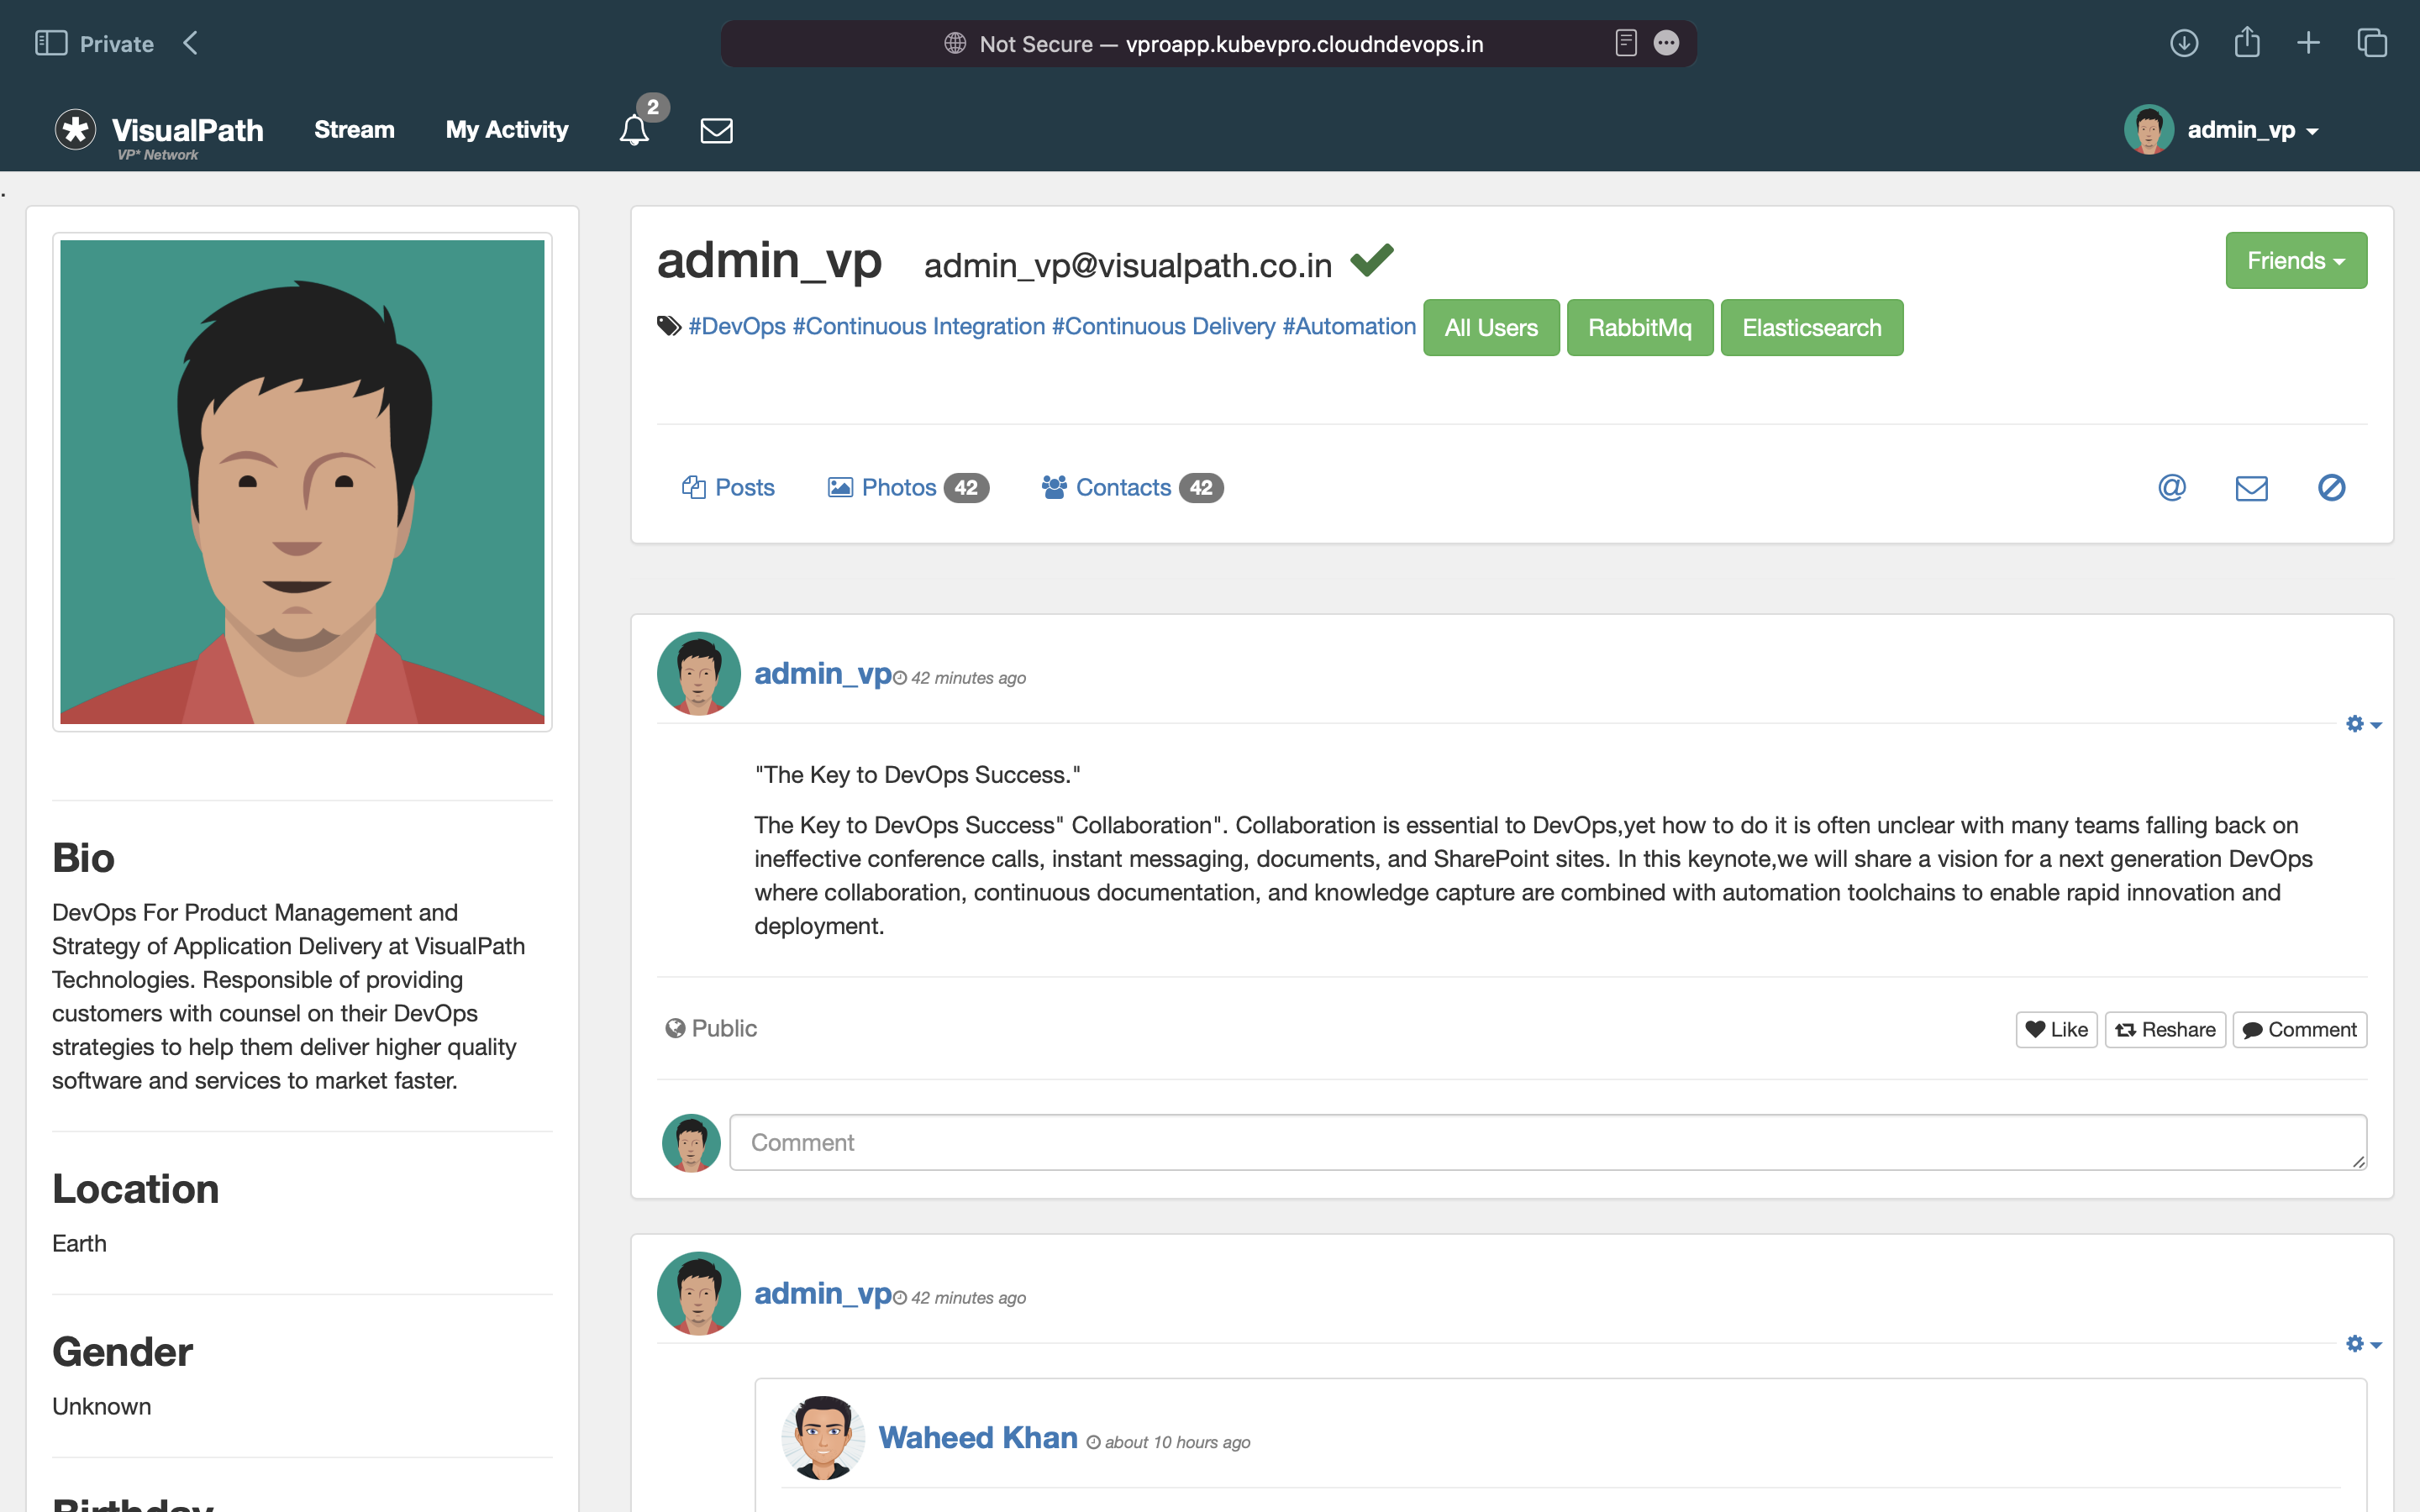 Private
Not Secure — vproapp.kubevpro.cloudndevops.in
VisualPath
VP* Network
Stream
My Activity
2
admin_vp
.
admin_vp admin_vp@visualpath.co.in
Friends
#DevOps #Continuous Integration #Continuous Delivery #Automation
All Users
RabbitMq
Elasticsearch
Posts
Photos 42
Contacts 42
@
Bio
DevOps For Product Management and
Strategy of Application Delivery at VisualPath
Technologies. Responsible of providing
customers with counsel on their DevOps
strategies to help them deliver higher quality
software and services to market faster.
Location
Earth
Gender
Unknown
Birthday
admin_vp 42 minutes ago
"The Key to DevOps Success."
The Key to DevOps Success" Collaboration". Collaboration is essential to DevOps,yet how to do it is often unclear with many teams falling back on
ineffective conference calls, instant messaging, documents, and SharePoint sites. In this keynote,we will share a vision for a next generation DevOps
where collaboration, continuous documentation, and knowledge capture are combined with automation toolchains to enable rapid innovation and
deployment.
Public
Like
Reshare
Comment
Comment
admin_vp 42 minutes ago
Waheed Khan about 10 hours ago